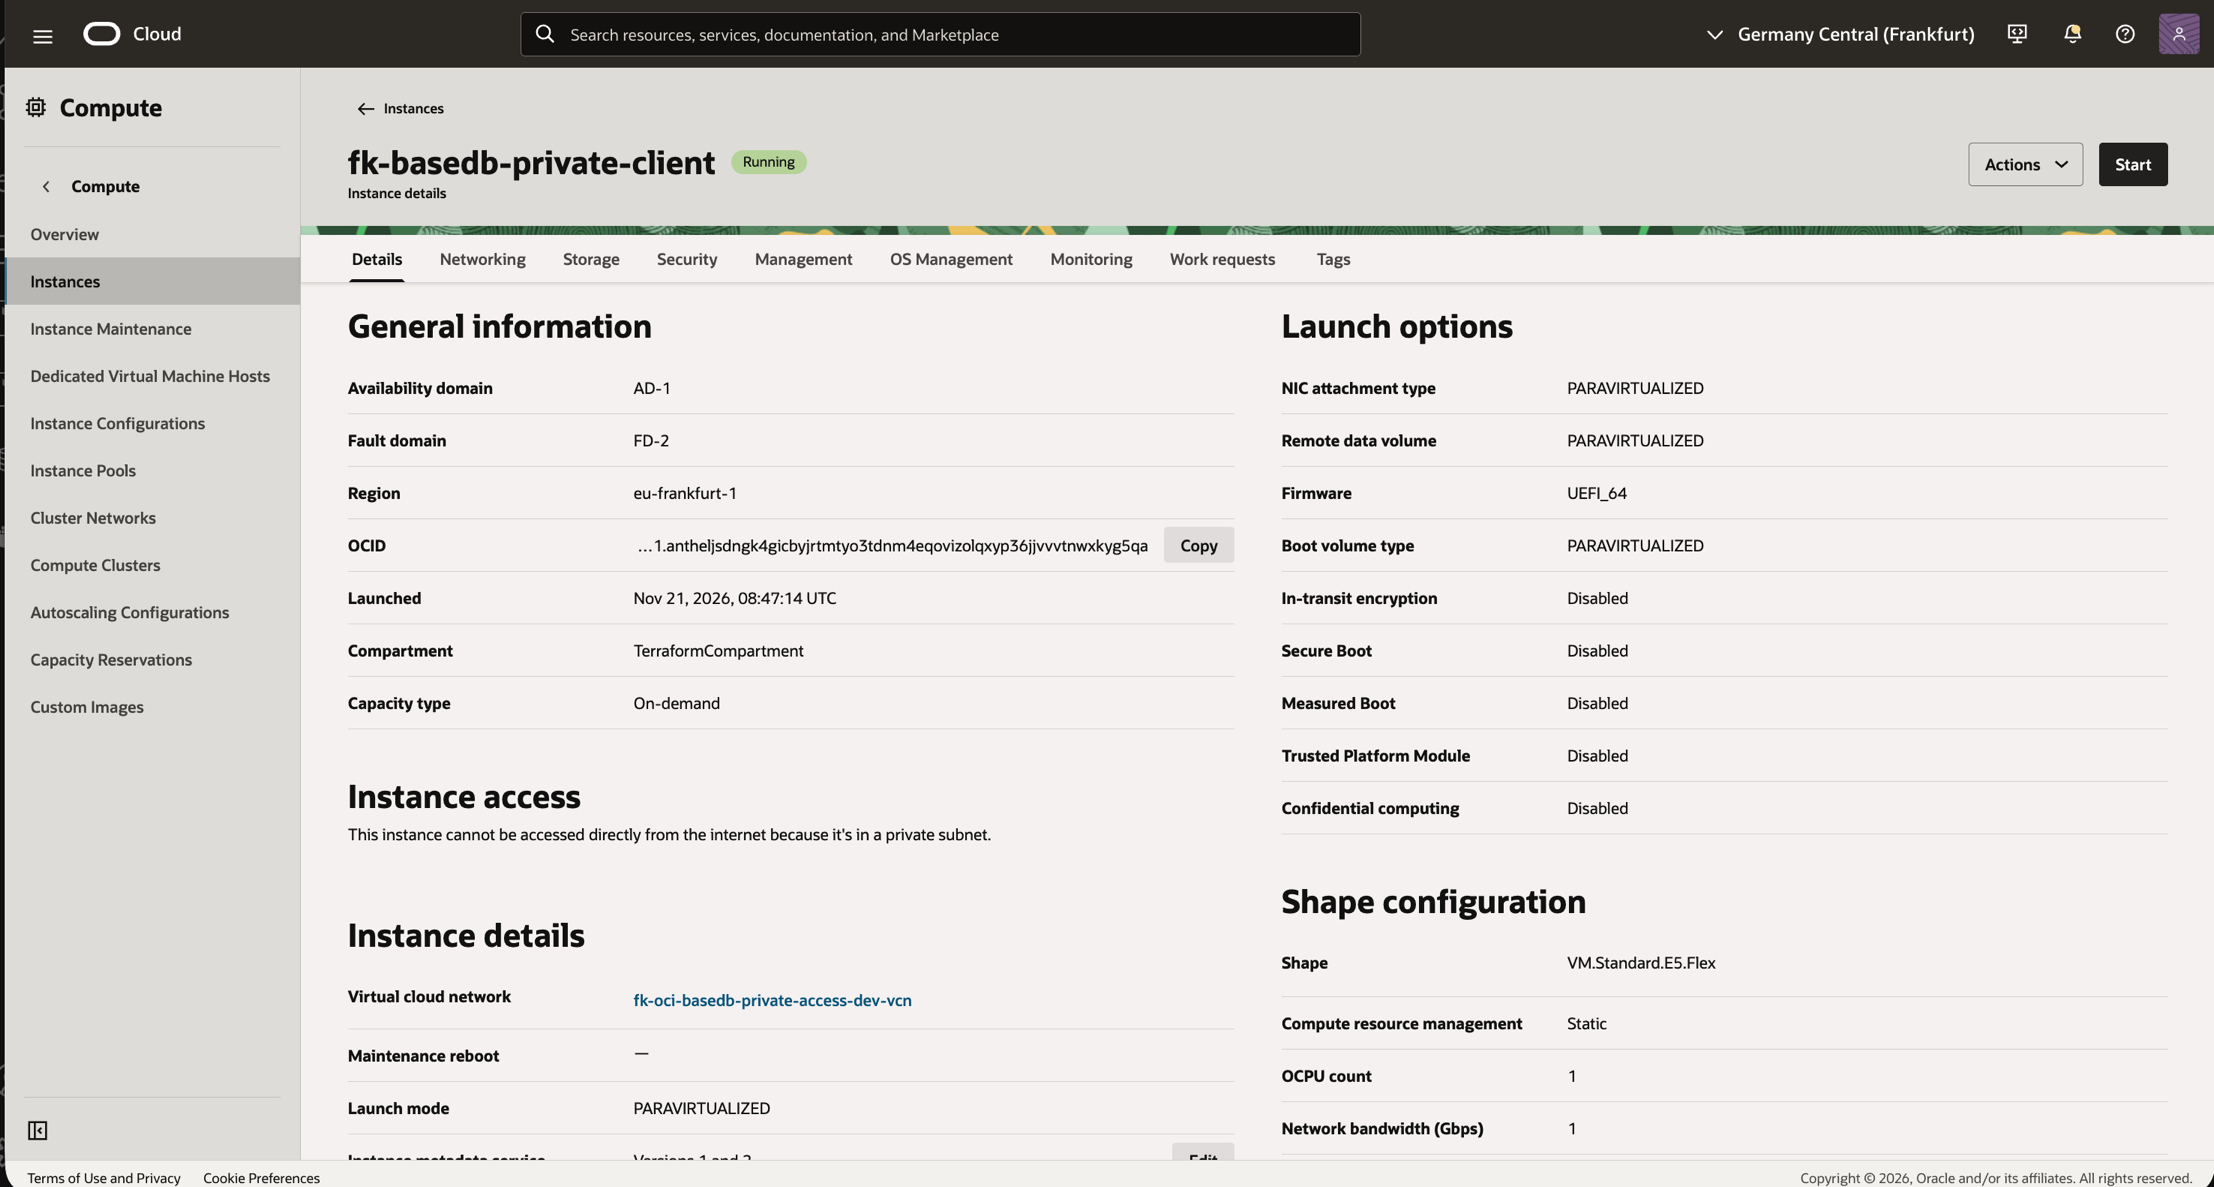 Cloud
Search resources, services, documentation, and Marketplace
Germany Central (Frankfurt)
Compute
Compute
Overview
Instances
Instance Maintenance
Dedicated Virtual Machine Hosts
Instance Configurations
Instance Pools
Cluster Networks
Compute Clusters
Autoscaling Configurations
Capacity Reservations
Custom Images
Instances
fk-basedb-private-client Running
Instance details
Actions Start
Details Networking Storage Security Management OS Management Monitoring Work requests Tags
General information
Availability domain AD-1
Fault domain FD-2
Region eu-frankfurt-1
OCID ...1.antheljsdngk4gicbyjrtmtyo3tdnm4eqovizolqxyp36jjvvvtnwxkyg5qa Copy
Launched Nov 21, 2026, 08:47:14 UTC
Compartment TerraformCompartment
Capacity type On-demand
Instance access
This instance cannot be accessed directly from the internet because it's in a private subnet.
Instance details
Virtual cloud network fk-oci-basedb-private-access-dev-vcn
Maintenance reboot —
Launch mode PARAVIRTUALIZED
Instance metadata service Versions 1 and 2 Edit
Launch options
NIC attachment type PARAVIRTUALIZED
Remote data volume PARAVIRTUALIZED
Firmware UEFI_64
Boot volume type PARAVIRTUALIZED
In-transit encryption Disabled
Secure Boot Disabled
Measured Boot Disabled
Trusted Platform Module Disabled
Confidential computing Disabled
Shape configuration
Shape VM.Standard.E5.Flex
Compute resource management Static
OCPU count 1
Network bandwidth (Gbps) 1
Terms of Use and Privacy Cookie Preferences
Copyright © 2026, Oracle and/or its affiliates. All rights reserved.